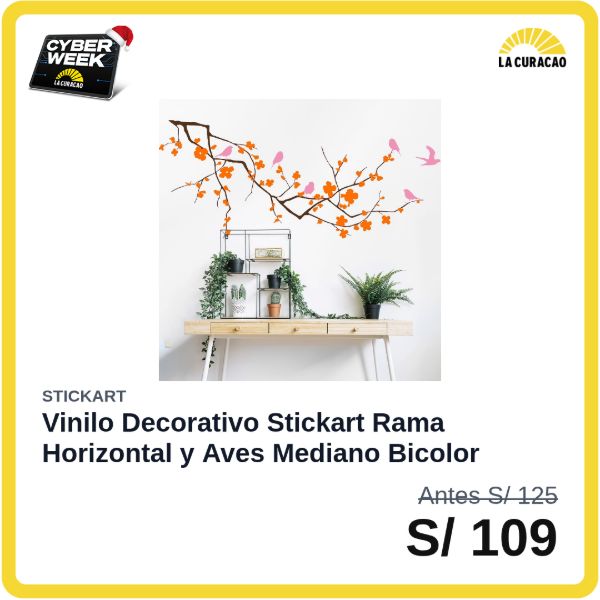 CYBER
WEEK
LA CURACAO
LA CURACAO
STICKART
Vinilo Decorativo Stickart Rama
Horizontal y Aves Mediano Bicolor
Antes S/ 125
S/ 109